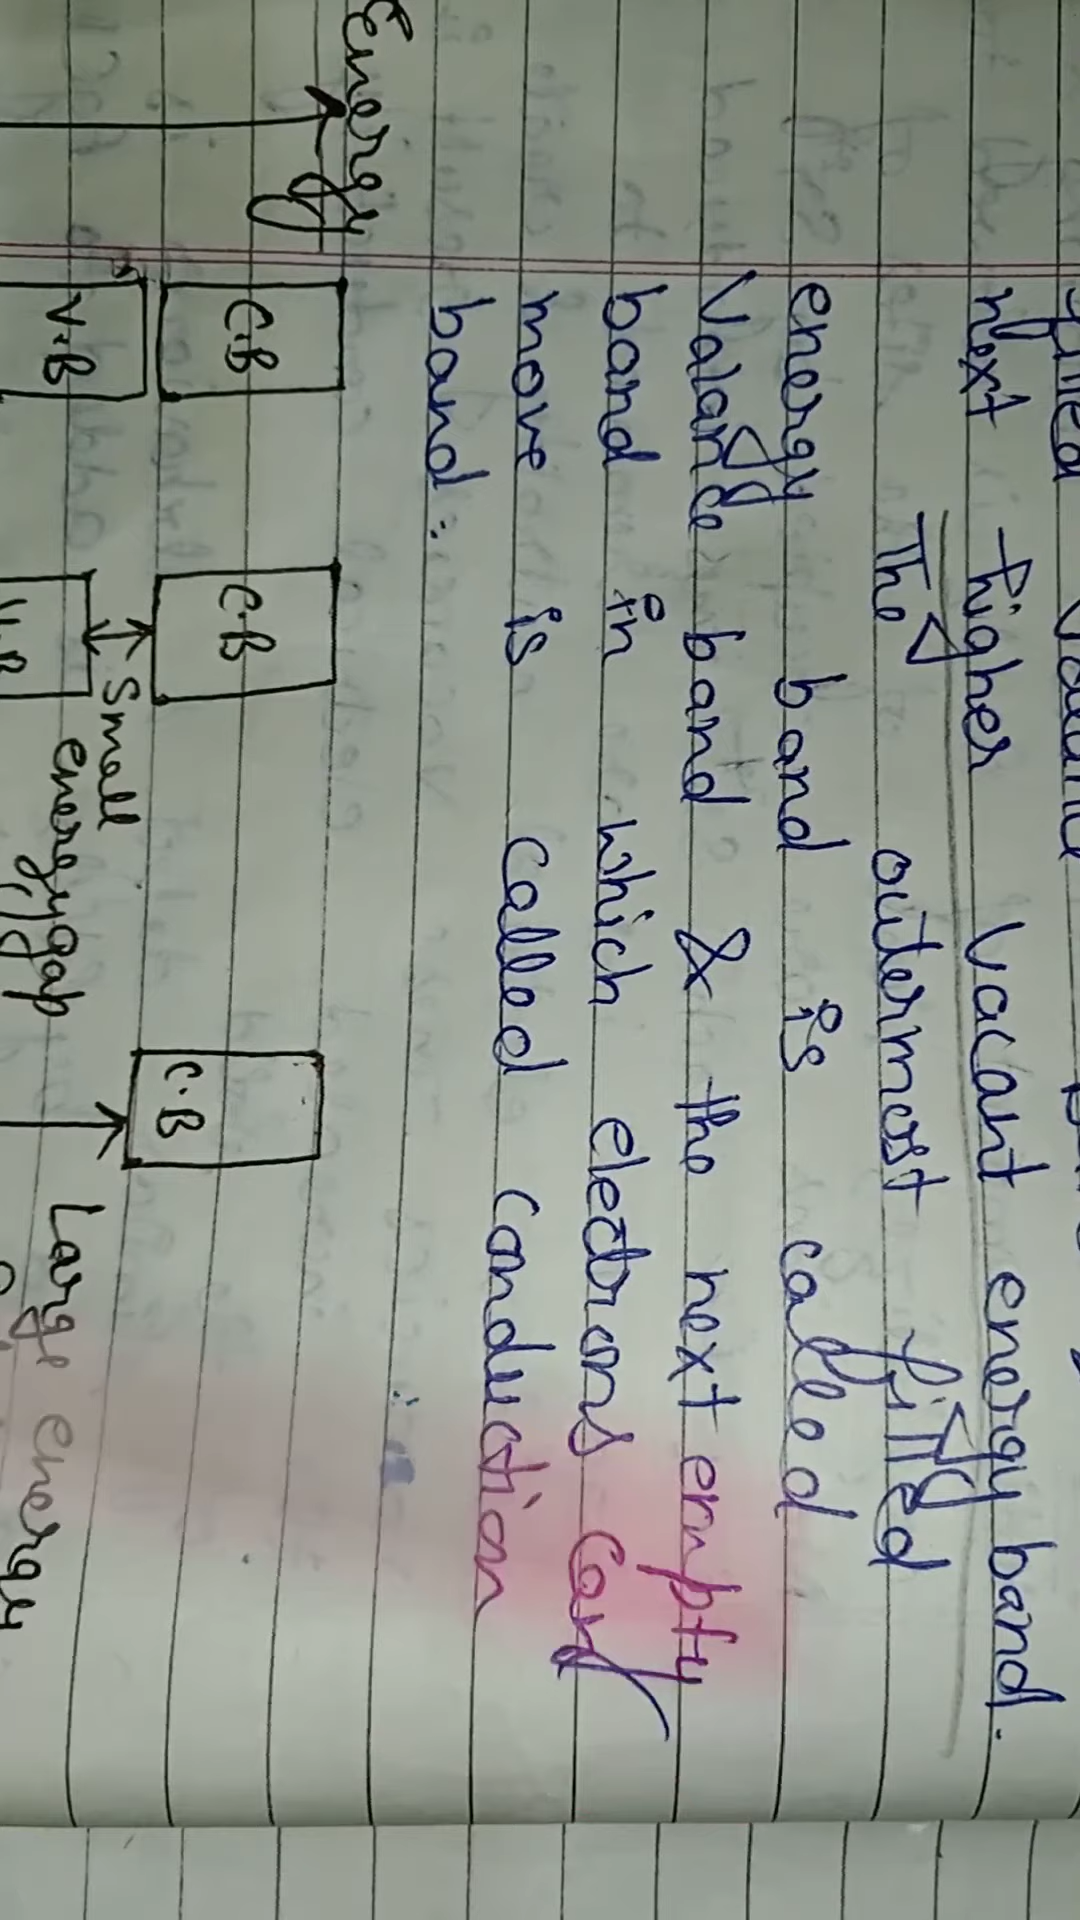 filled
next higher vacant energy band.
The outermost filled
energy band is called
Valance band & the next empty
band in which electrons can
move is called conduction
band.
Energy
C.B
C.B
C.B
V.B
Small
energy gap
V.B
Large energy